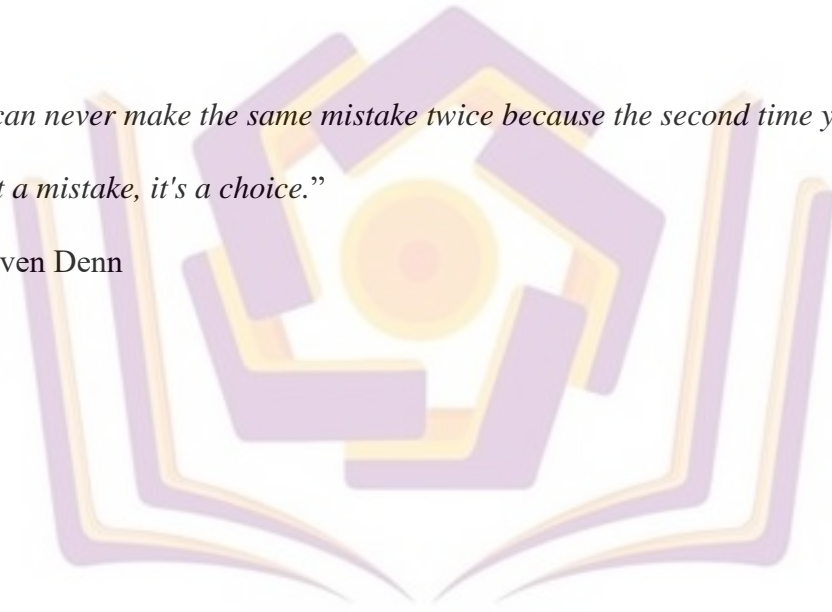 can never make the same mistake twice because the second time y
t a mistake, it's a choice.”
ven Denn